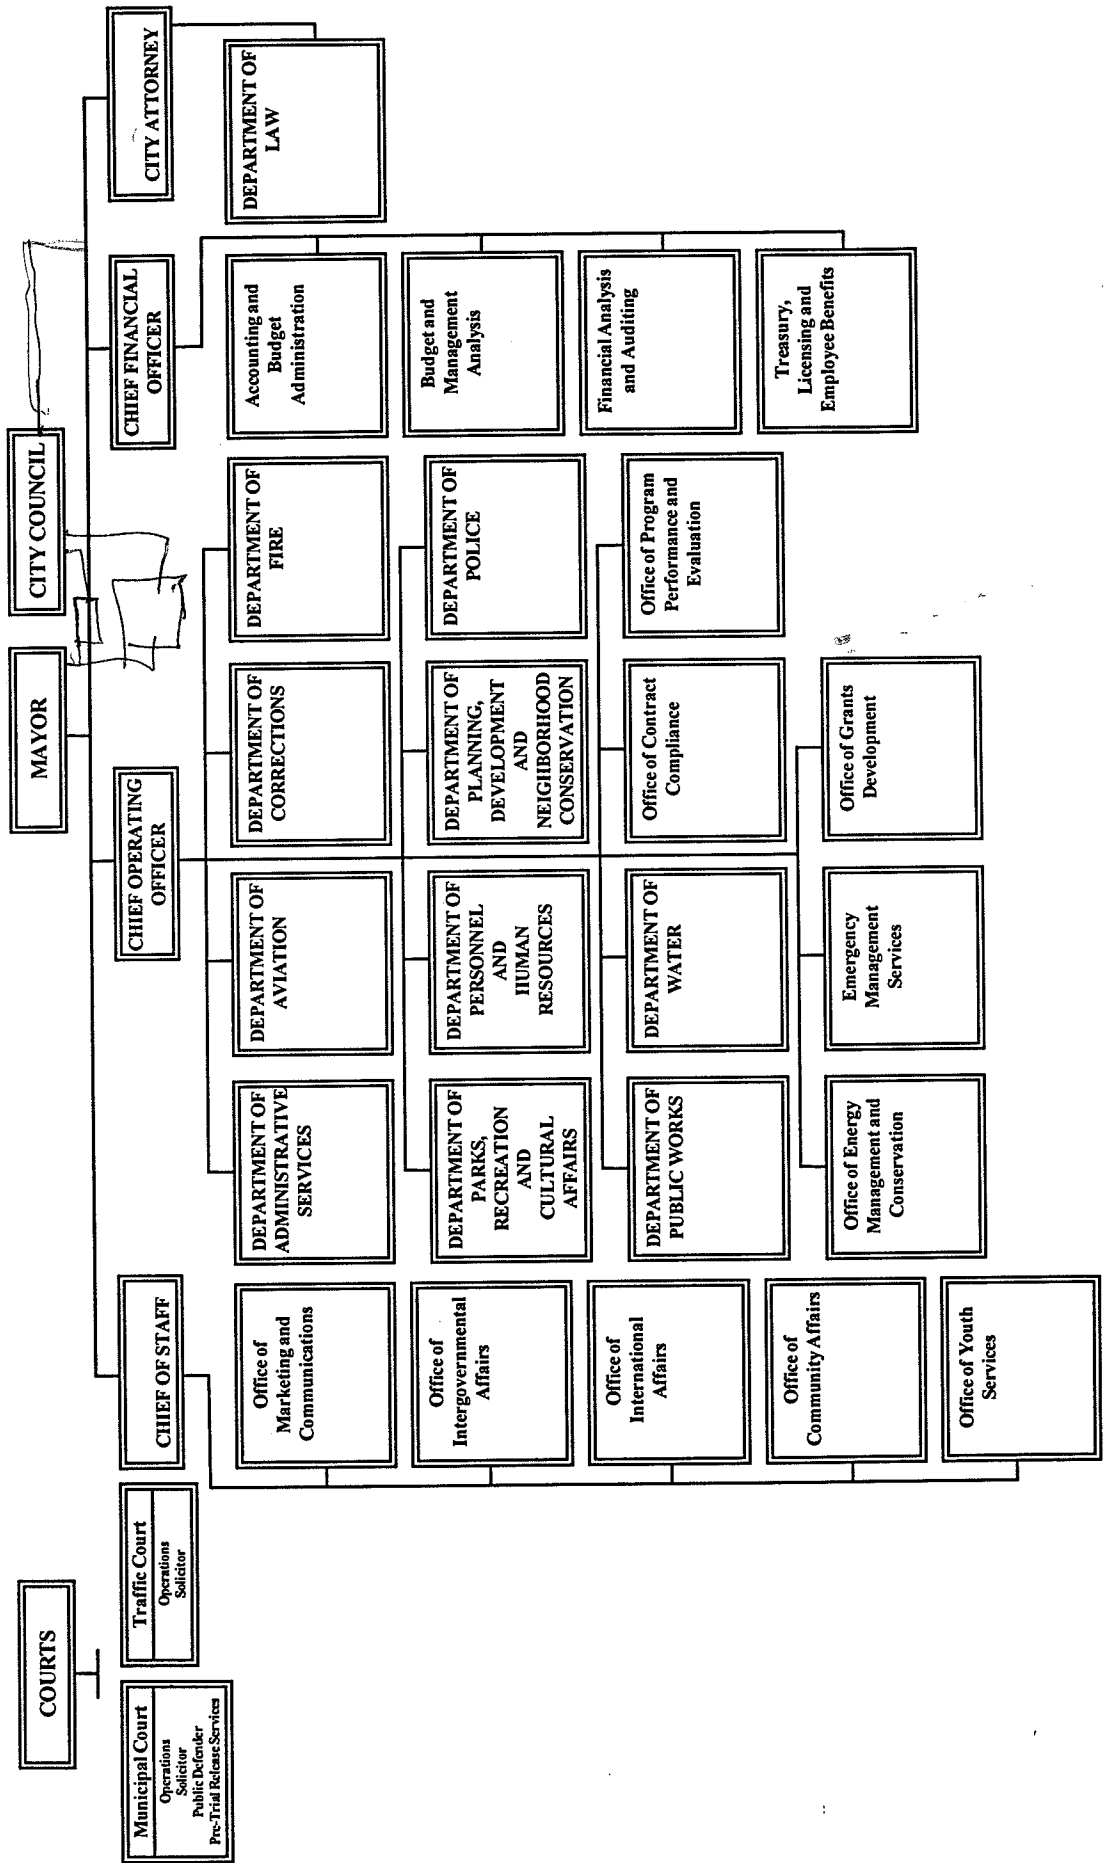 COURTS
MAYOR
CITY COUNCIL
Municipal Court
Operations
Solicitor
Public Defender
Pre-Trial Release Services
Traffic Court
Operations
Solicitor
CHIEF OF STAFF
CHIEF OPERATING
OFFICER
CHIEF FINANCIAL
OFFICER
CITY ATTORNEY
Office of
Marketing and
Communications
Office of
Intergovernmental
Affairs
Office of
International
Affairs
Office of
Community Affairs
Office of Youth
Services
DEPARTMENT OF
ADMINISTRATIVE
SERVICES
DEPARTMENT OF
AVIATION
DEPARTMENT OF
CORRECTIONS
DEPARTMENT OF
FIRE
DEPARTMENT OF
PARKS,
RECREATION
AND
CULTURAL
AFFAIRS
DEPARTMENT OF
PERSONNEL
AND
HUMAN
RESOURCES
DEPARTMENT OF
PLANNING,
DEVELOPMENT
AND
NEIGHBORHOOD
CONSERVATION
DEPARTMENT OF
POLICE
DEPARTMENT OF
PUBLIC WORKS
DEPARTMENT OF
WATER
Office of Contract
Compliance
Office of Program
Performance and
Evaluation
Office of Energy
Management and
Conservation
Emergency
Management
Services
Office of Grants
Development
Accounting and
Budget
Administration
Budget and
Management
Analysis
Financial Analysis
and Auditing
Treasury,
Licensing and
Employee Benefits
DEPARTMENT OF
LAW